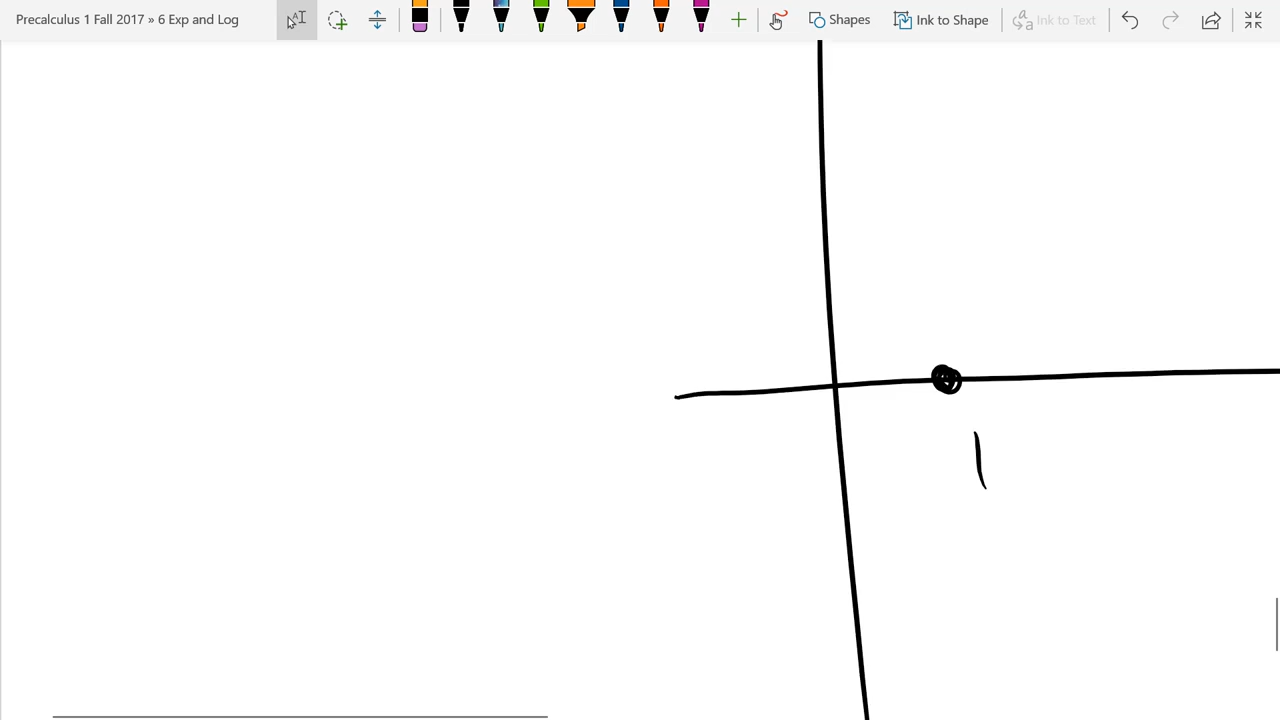 Precalculus 1 Fall 2017 » 6 Exp and Log
Shapes
Ink to Shape
Ink to Text
1